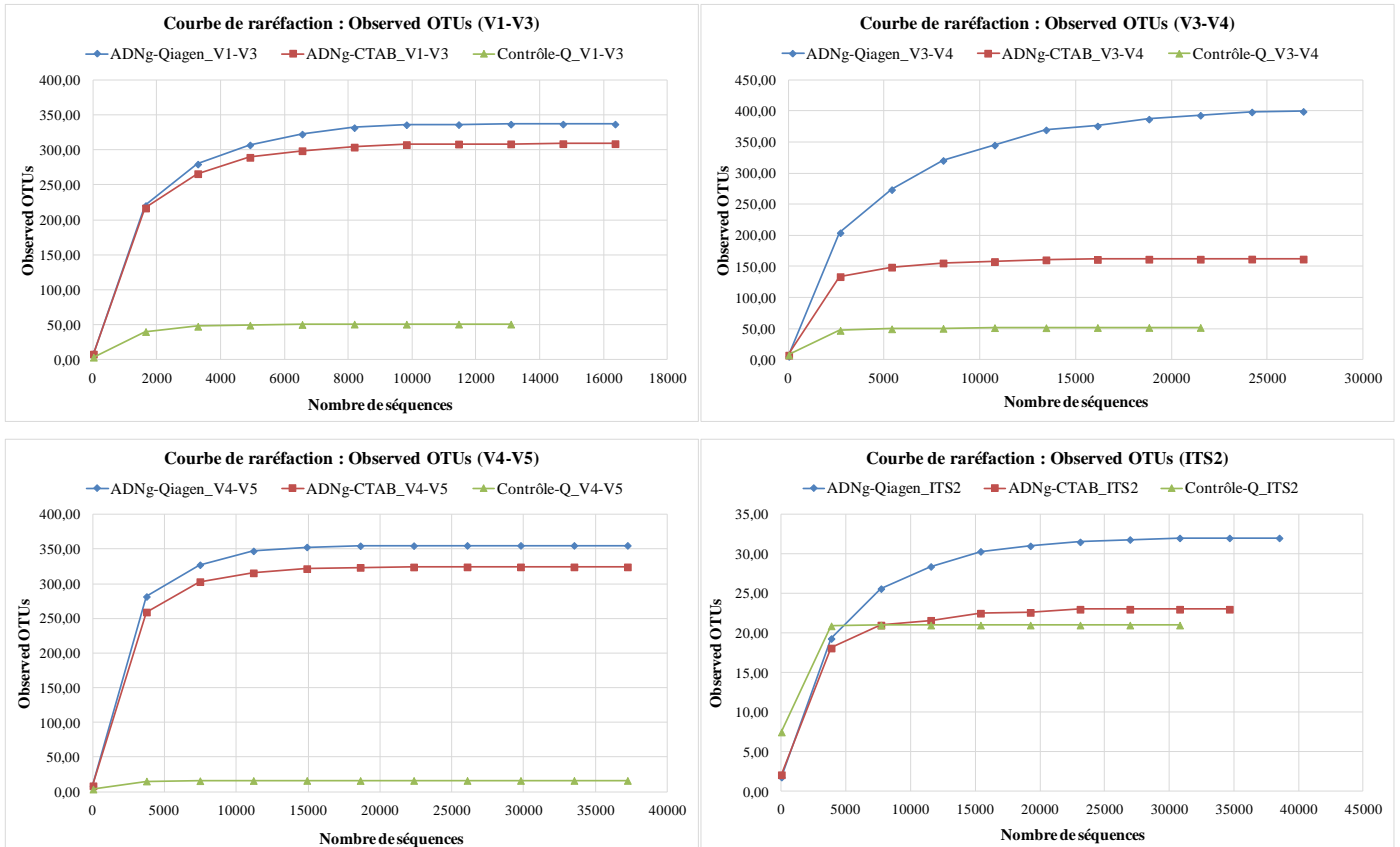 Courbe de raréfaction : Observed OTUs (V1-V3)
ADNg-Qiagen_V1-V3 ADNg-CTAB_V1-V3 Contrôle-Q_V1-V3
400,00
350,00
300,00
250,00
200,00
150,00
100,00
50,00
0,00
Observed OTUs
0 2000 4000 6000 8000 10000 12000 14000 16000 18000
Nombre de séquences
Courbe de raréfaction : Observed OTUs (V3-V4)
ADNg-Qiagen_V3-V4 ADNg-CTAB_V3-V4 Contrôle-Q_V3-V4
450,00
400,00
350,00
300,00
250,00
200,00
150,00
100,00
50,00
0,00
Observed OTUs
0 5000 10000 15000 20000 25000 30000
Nombre de séquences
Courbe de raréfaction : Observed OTUs (V4-V5)
ADNg-Qiagen_V4-V5 ADNg-CTAB_V4-V5 Contrôle-Q_V4-V5
400,00
350,00
300,00
250,00
200,00
150,00
100,00
50,00
0,00
Observed OTUs
0 5000 10000 15000 20000 25000 30000 35000 40000
Nombre de séquences
Courbe de raréfaction : Observed OTUs (ITS2)
ADNg-Qiagen_ITS2 ADNg-CTAB_ITS2 Contrôle-Q_ITS2
35,00
30,00
25,00
20,00
15,00
10,00
5,00
0,00
Observed OTUs
0 5000 10000 15000 20000 25000 30000 35000 40000 45000
Nombre de séquences